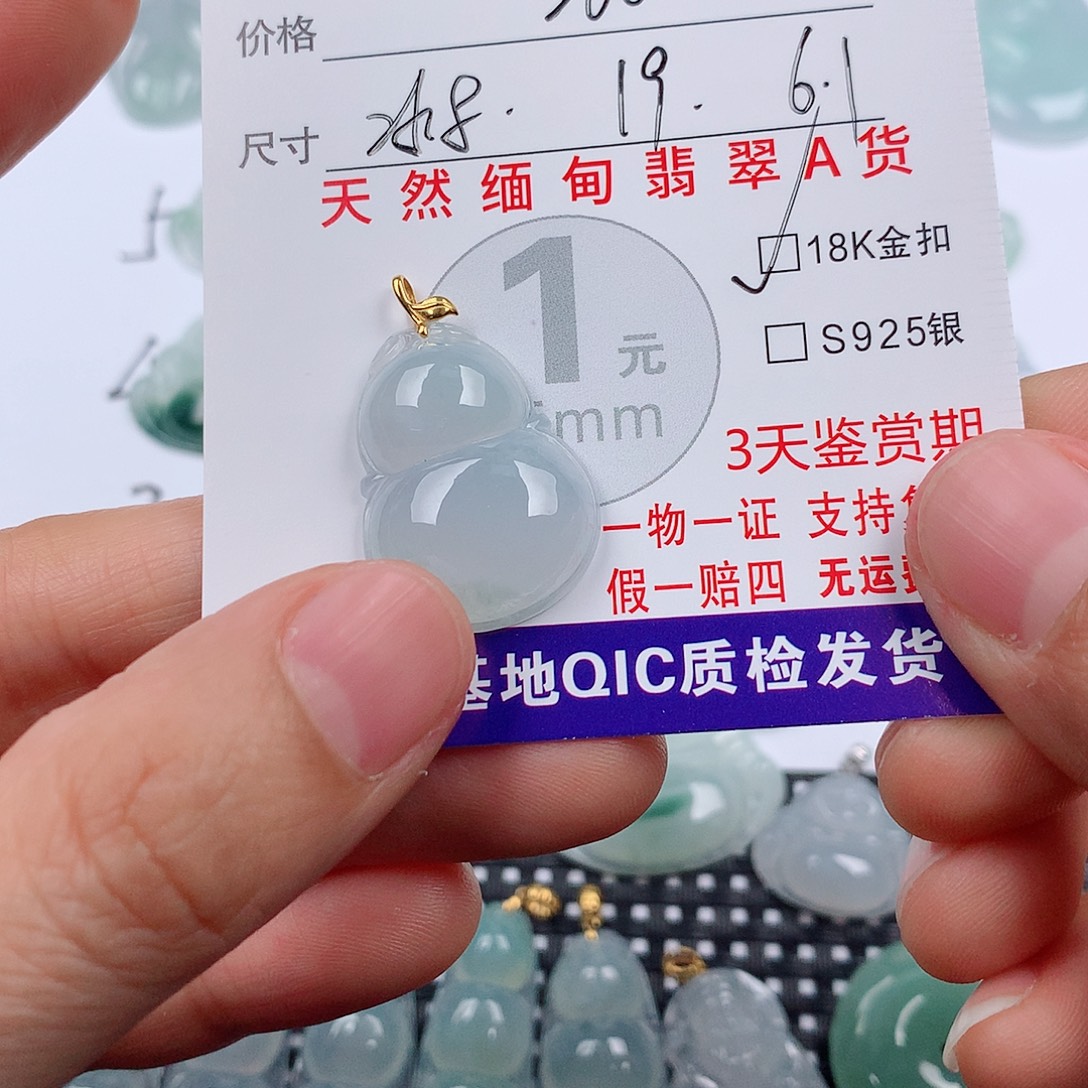 价格
尺寸 19. 6.1
天然缅甸翡翠A货
18K金扣
1元
S925银
mm
3天鉴赏期
一物一证 支持
假一赔四 无运费
基地QIC质检发货